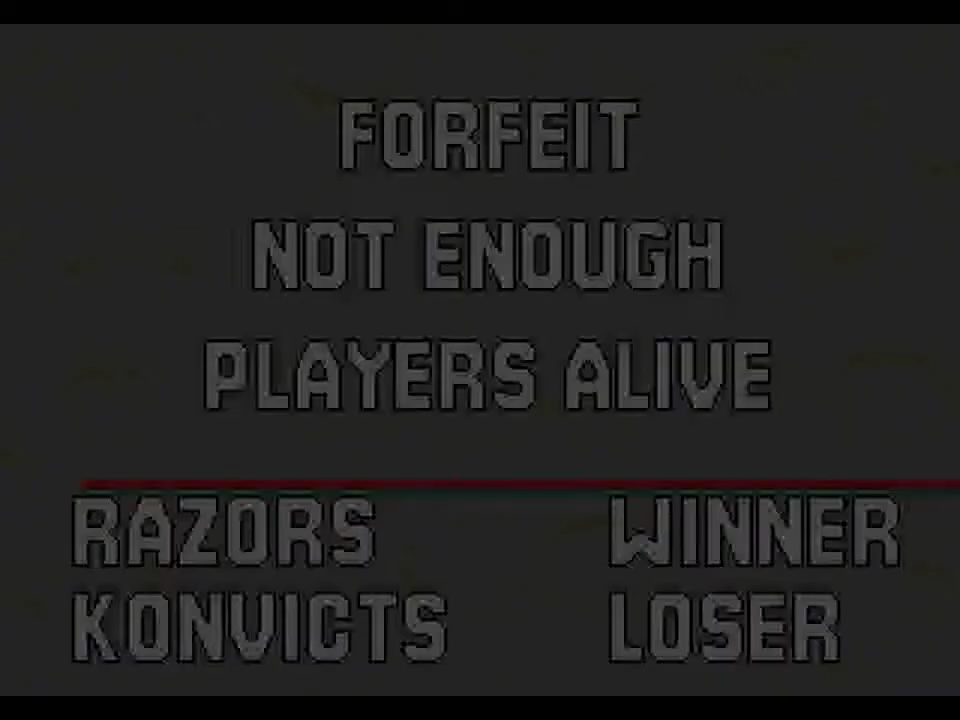 FORFEIT
NOT ENOUGH
PLAYERS ALIVE
RAZORS WINNER
KONVICTS LOSER